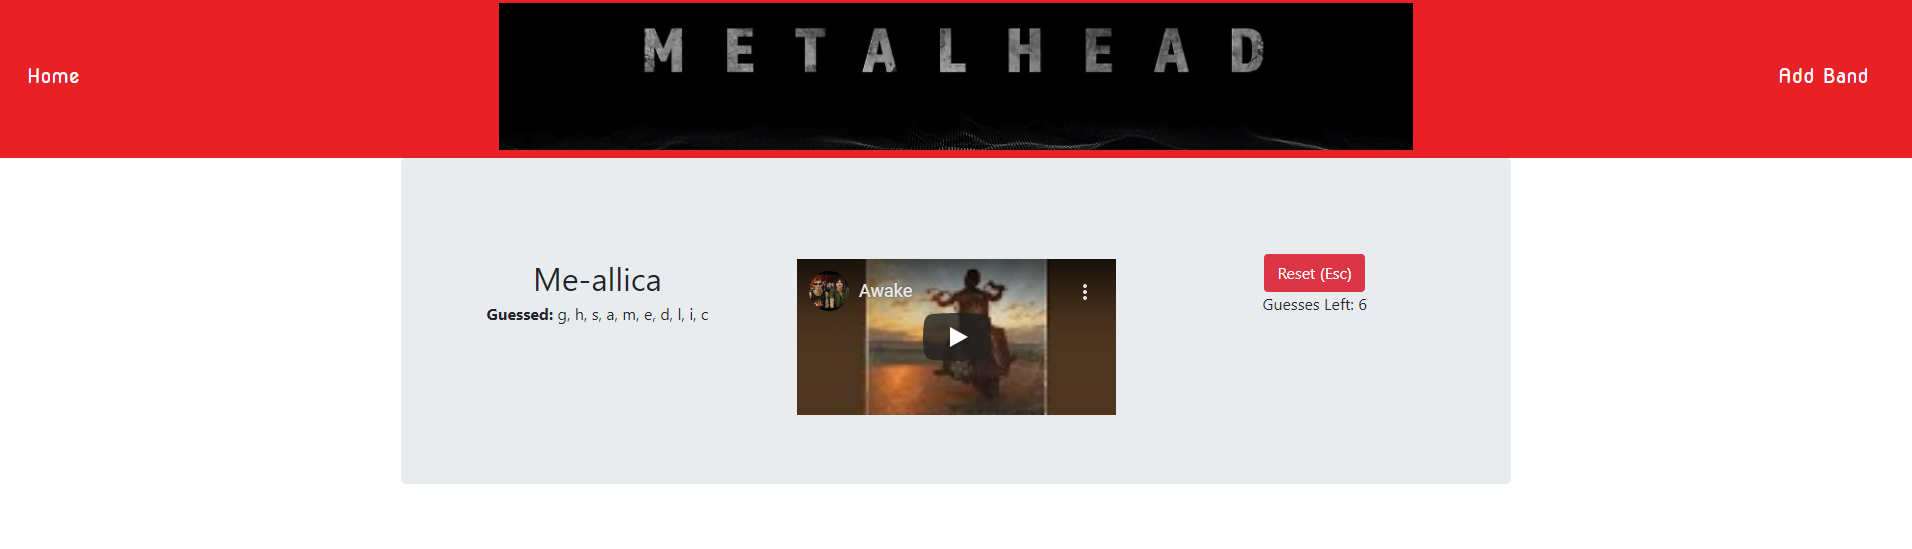 METALHEAD
Home
Add Band
Me-allica
Guessed: g, h, s, a, m, e, d, l, i, c
Awake
Reset (Esc)
Guesses Left: 6